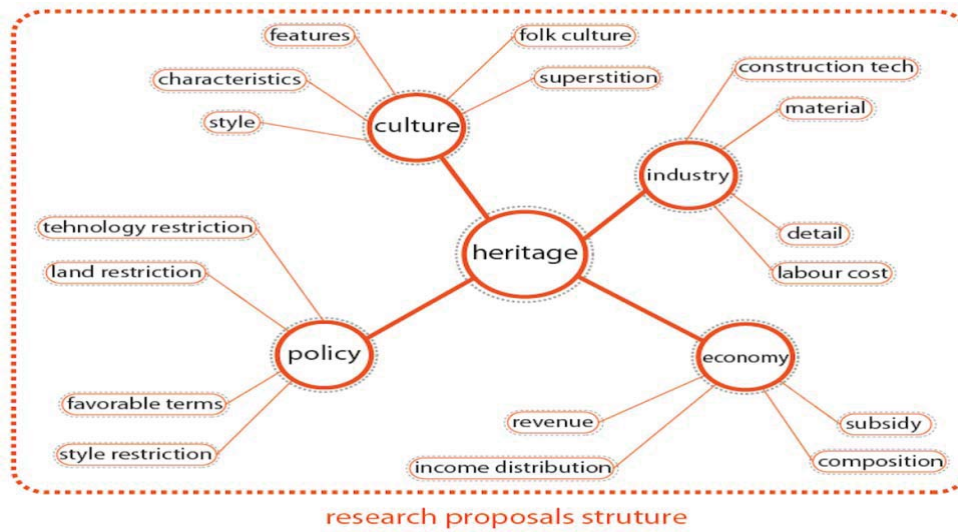 features
folk culture
characteristics
superstition
style
culture
construction tech
material
industry
detail
labour cost
heritage
tehnology restriction
land restriction
policy
favorable terms
style restriction
economy
revenue
subsidy
income distribution
composition
research proposals struture